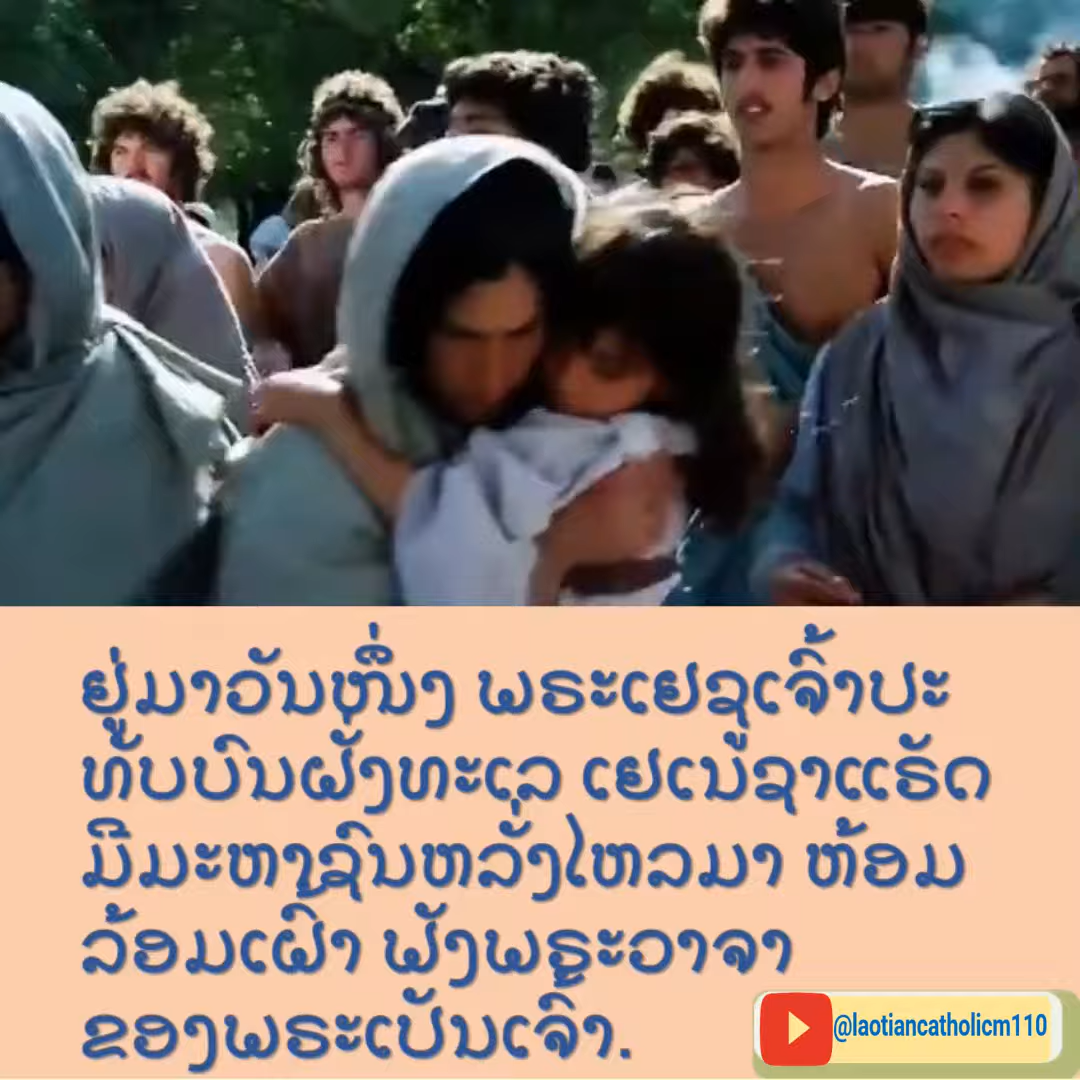 ຢູ່ມາວັນໜຶ່ງ ພຣະເຢຊູເຈົ້າປະ
ທັບບົນຝັ່ງທະເລ ເຢເນຊາແຣັດ
ມີມະຫາຊົນຫລັ່ງໄຫລມາ ຫ້ອມ
ລ້ອມເຝົ້າ ຟັງພຣະວາຈາ
ຂອງພຣະເປັນເຈົ້າ.
@laotiancatholicm110